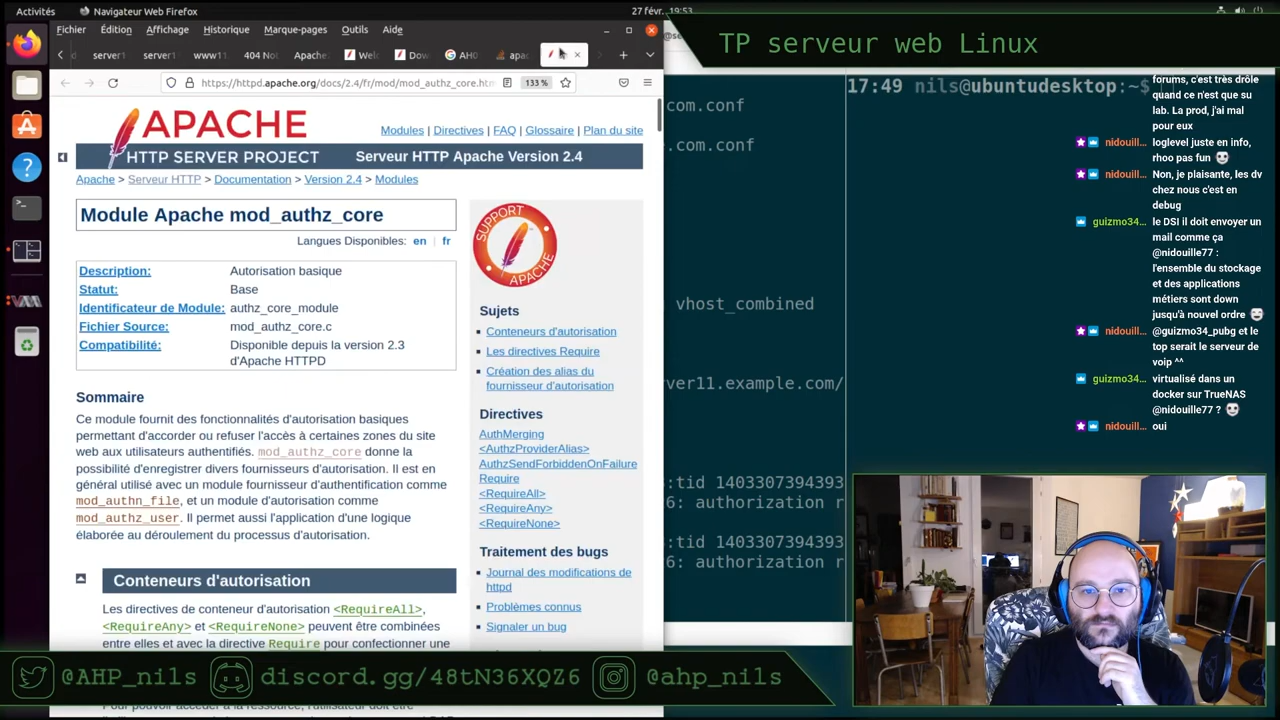 Activités
Navigateur Web Firefox
27 févr. 19:53
Fichier Édition Affichage Historique Marque-pages Outils Aide
server1 server1 www11 404 No Apache Wel Dow AHO apac
https://httpd.apache.org/docs/2.4/fr/mod/mod_authz_core.htm
133 %
APACHE
HTTP SERVER PROJECT
Modules | Directives | FAQ | Glossaire | Plan du site
Serveur HTTP Apache Version 2.4
Apache > Serveur HTTP > Documentation > Version 2.4 > Modules
Module Apache mod_authz_core
Langues Disponibles: en | fr
Description: Autorisation basique
Statut: Base
Identificateur de Module: authz_core_module
Fichier Source: mod_authz_core.c
Compatibilité: Disponible depuis la version 2.3
d'Apache HTTPD
Sommaire
Ce module fournit des fonctionnalités d'autorisation basiques
permettant d'accorder ou refuser l'accès à certaines zones du site
web aux utilisateurs authentifiés. mod_authz_core donne la
possibilité d'enregistrer divers fournisseurs d'autorisation. Il est en
général utilisé avec un module fournisseur d'authentification comme
mod_authn_file, et un module d'autorisation comme
mod_authz_user. Il permet aussi l'application d'une logique
élaborée au déroulement du processus d'autorisation.
Conteneurs d'autorisation
Les directives de conteneur d'autorisation <RequireAll>,
<RequireAny> et <RequireNone> peuvent être combinées
entre elles et avec la directive Require pour confectionner une
SUPPORT
APACHE
Sujets
Conteneurs d'autorisation
Les directives Require
Création des alias du
fournisseur d'autorisation
Directives
AuthMerging
<AuthzProviderAlias>
AuthzSendForbiddenOnFailure
Require
<RequireAll>
<RequireAny>
<RequireNone>
Traitement des bugs
Journal des modifications de
httpd
Problèmes connus
Signaler un bug
TP serveur web Linux
com.conf
.com.conf
vhost_combined
ver11.example.com/
:tid 1403307394393
6: authorization r
:tid 1403307394393
6: authorization r
17:49 nils@ubuntudesktop:~$
forums, c'est très drôle
quand ce n'est que su
lab. La prod, j'ai mal
pour eux
nidouill... loglevel juste en info,
rhoo pas fun
nidouill... Non, je plaisante, les dv
chez nous c'est en
debug
guizmo34... le DSI il doit envoyer un
mail comme ça
@nidouille77 :
l'ensemble du stockage
et des applications
métiers sont down
jusqu'à nouvel ordre
nidouill... @guizmo34_pubg et le
top serait le serveur de
voip ^^
guizmo34... virtualisé dans un
docker sur TrueNAS
@nidouille77 ?
nidouill... oui
@AHP_nils
discord.gg/48tN36XQZ6
@ahp_nils